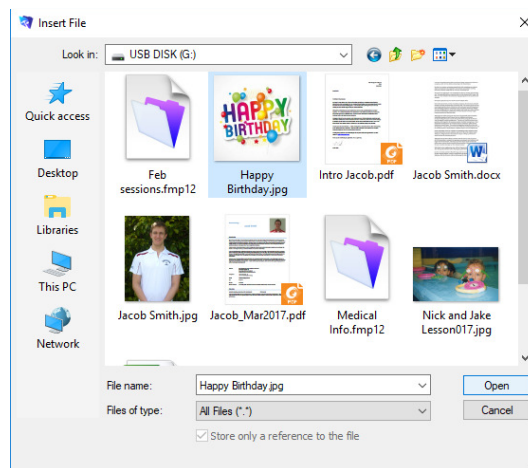 Insert File
Look in:
USB DISK (G:)
Quick access
Desktop
Libraries
This PC
Network
HAPPY
BIRTHDAY
Feb
sessions.fmp12
Happy
Birthday.jpg
Intro Jacob.pdf
Jacob Smith.docx
Jacob Smith.jpg
Jacob_Mar2017.pdf
Medical
Info.fmp12
Nick and Jake
Lesson017.jpg
File name:
Happy Birthday.jpg
Open
Files of type:
All Files (*.*)
Cancel
Store only a reference to the file